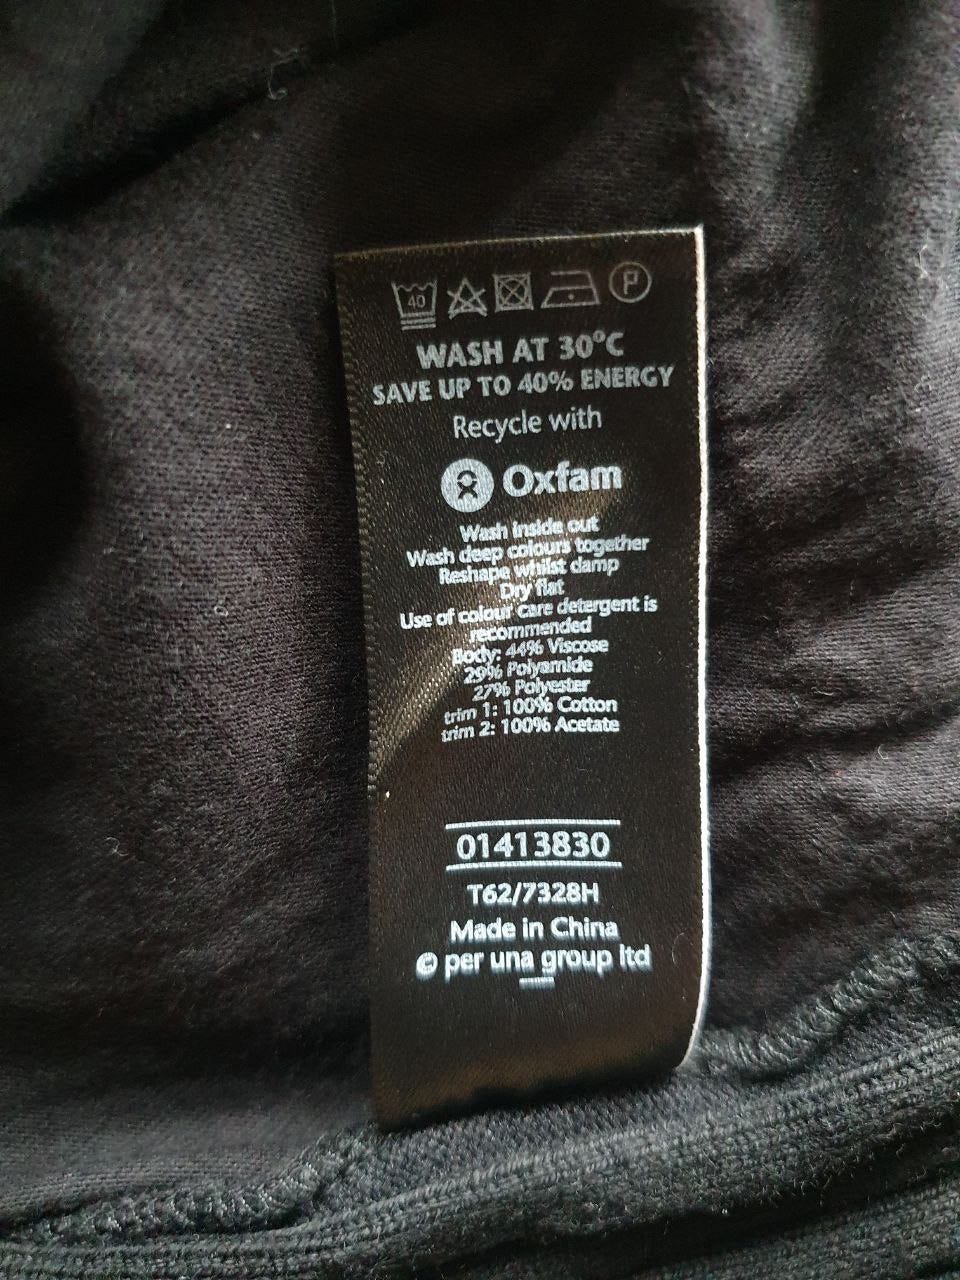 40 P
WASH AT 30°C
SAVE UP TO 40% ENERGY
Recycle with
Oxfam
Wash inside out
Wash deep colours together
Reshape whilst damp
Dry flat
Use of colour care detergent is
recommended
Body: 44% Viscose
29% Polyamide
27% Polyester
trim 1: 100% Cotton
trim 2: 100% Acetate
01413830
T62/7328H
Made in China
© per una group ltd